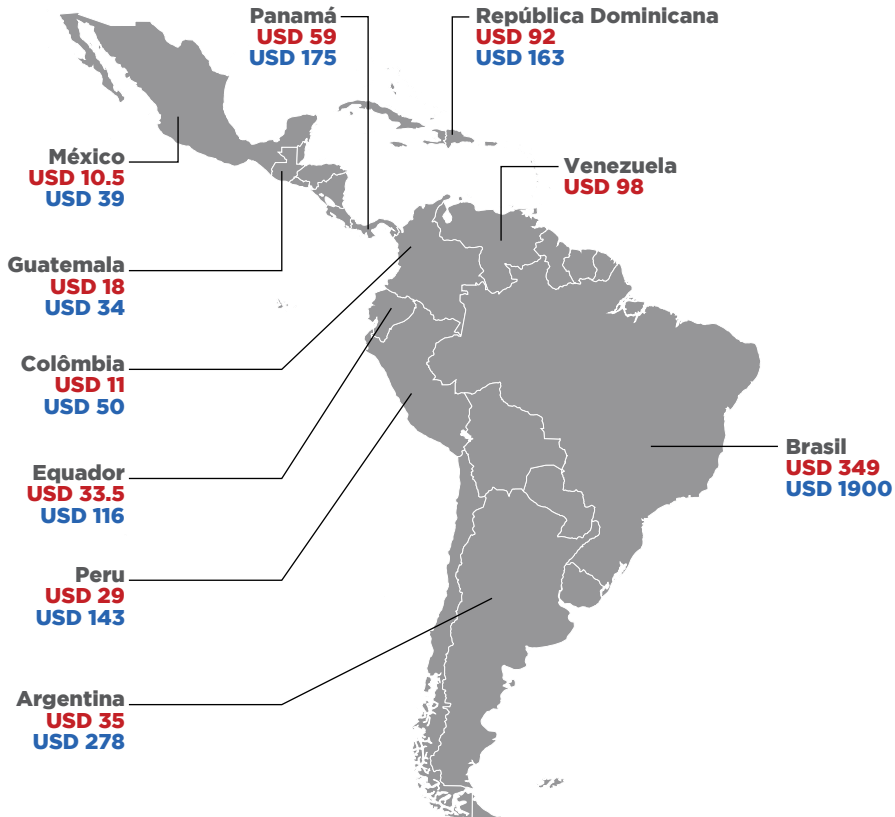 Panamá
USD 59
USD 175
República Dominicana
USD 92
USD 163
México
USD 10.5
USD 39
Venezuela
USD 98
Guatemala
USD 18
USD 34
Colômbia
USD 11
USD 50
Equador
USD 33.5
USD 116
Brasil
USD 349
USD 1900
Peru
USD 29
USD 143
Argentina
USD 35
USD 278